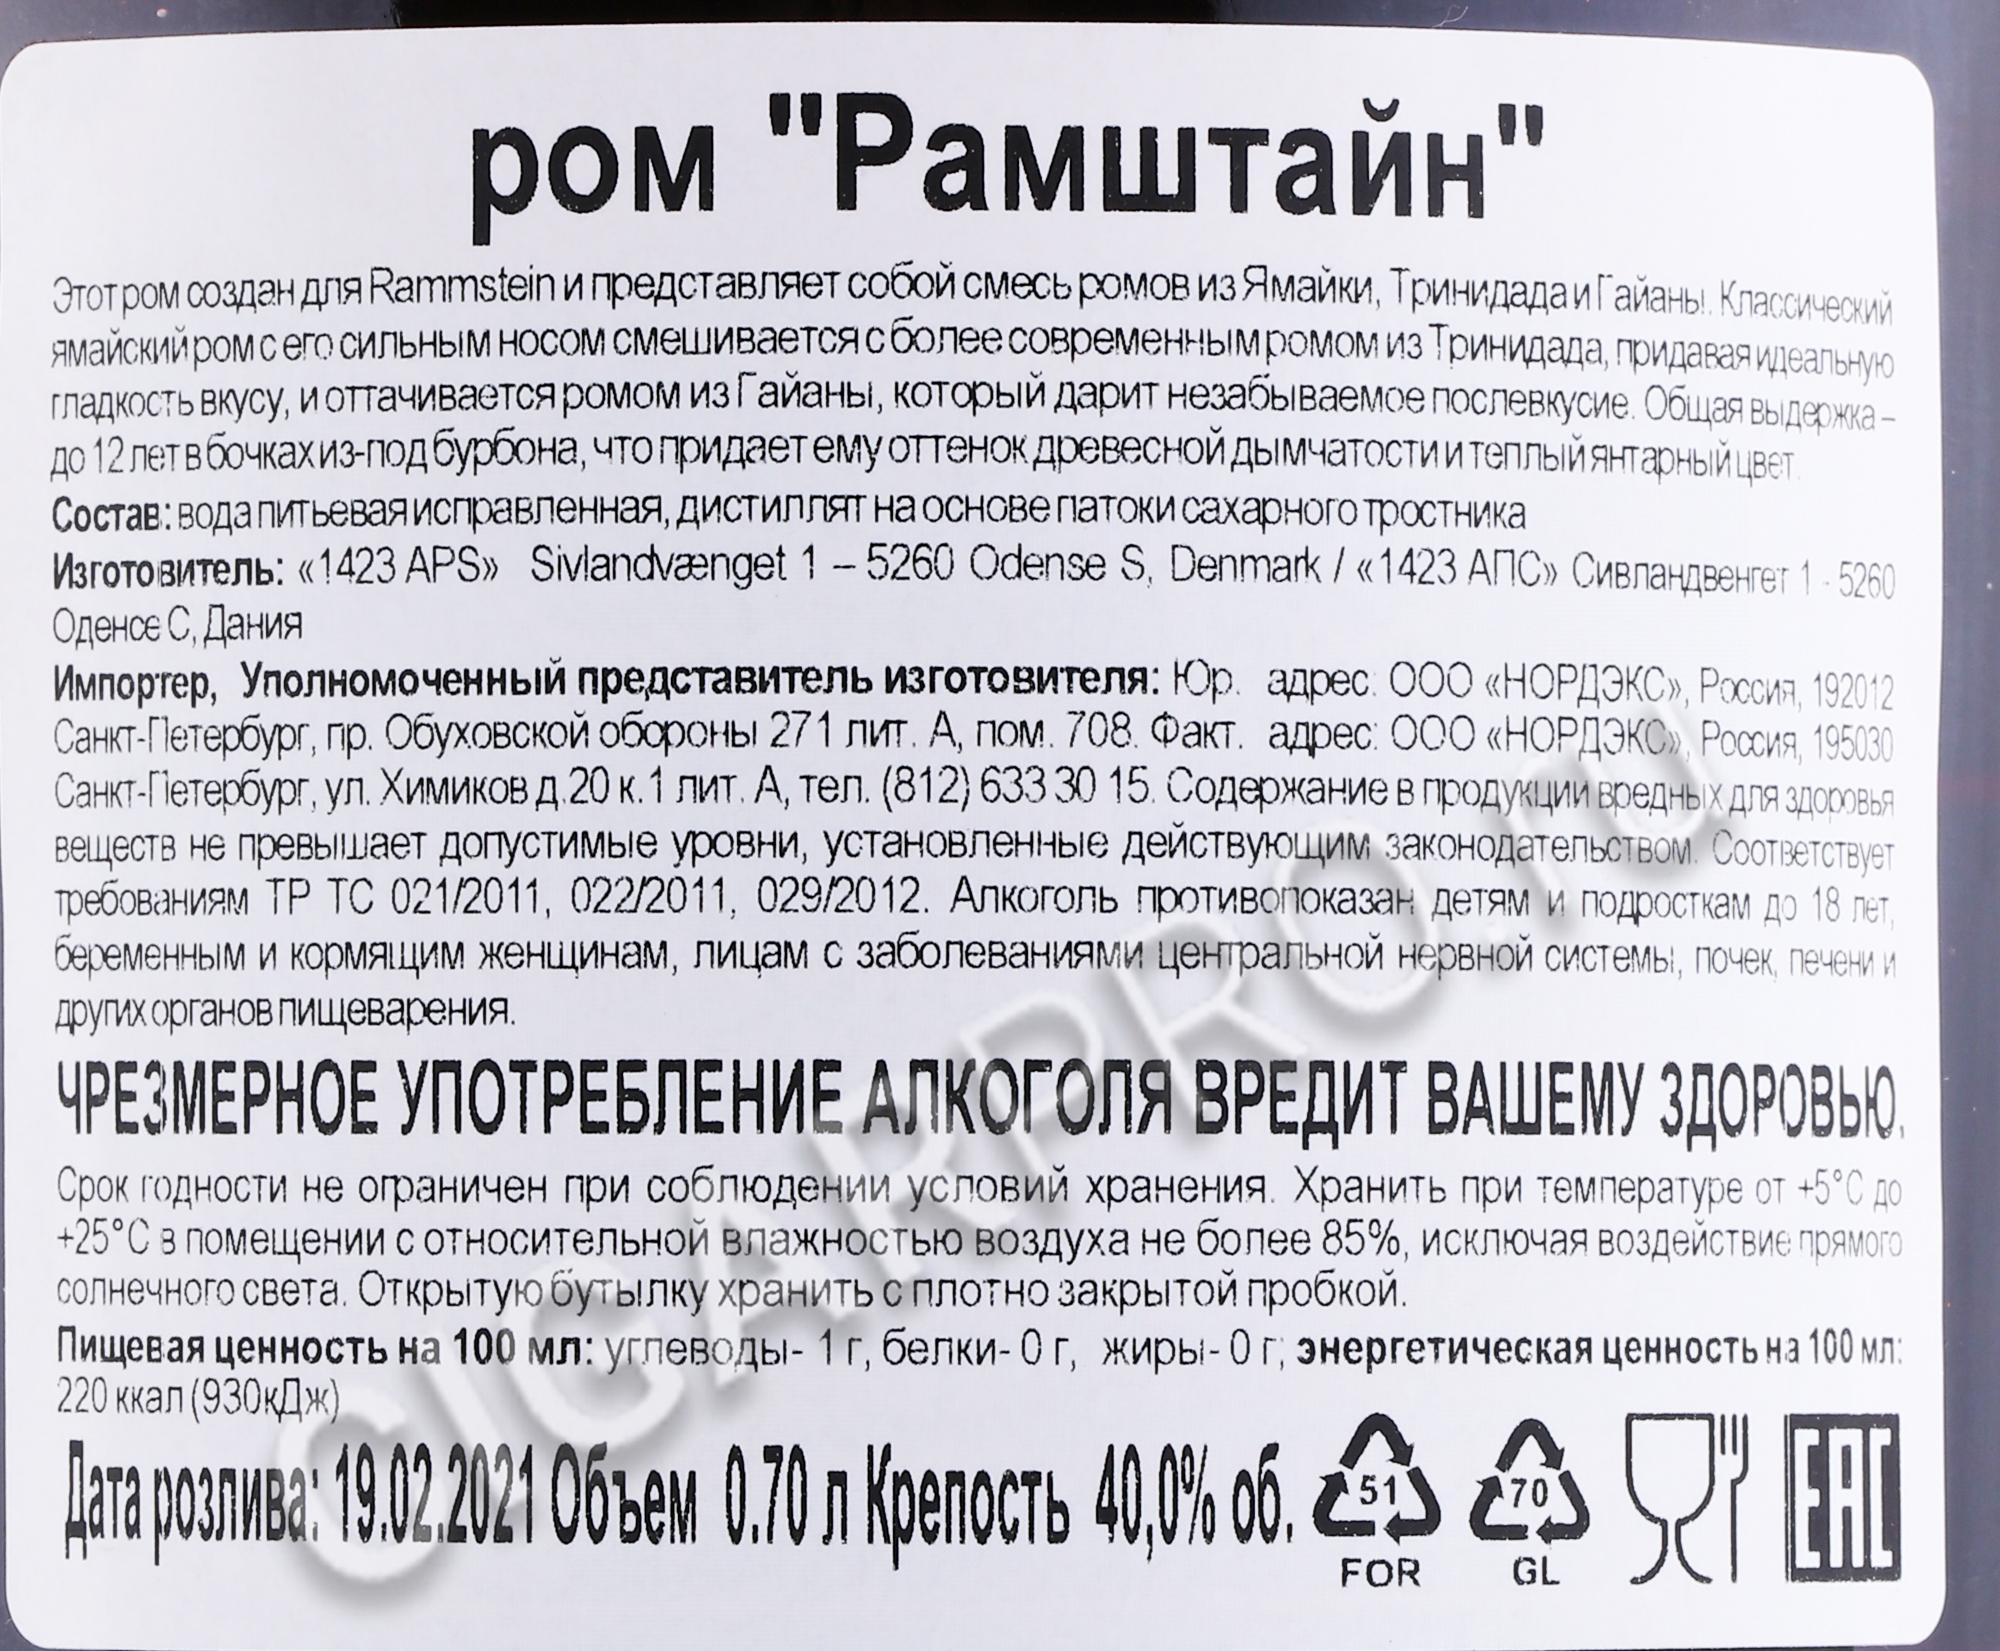 ром "Рамштайн"
Этот ром создан для Rammstein и представляет собой смесь ромов из Ямайки, Тринидада и Гайаны. Классический
ямайский ром с его сильным носом смешивается с более современным ромом из Тринидада, придавая идеальную
гладкость вкусу, и оттачивается ромом из Гайаны, который дарит незабываемое послевкусие. Общая выдержка –
до 12 лет в бочках из-под бурбона, что придает ему оттенок древесной дымчатости и теплый янтарный цвет.
Состав: вода питьевая исправленная, дистиллят на основе патоки сахарного тростника
Изготовитель: «1423 APS» Sivlandvænget 1 – 5260 Odense S, Denmark / «1423 АПС» Сивландвенгет 1 - 5260
Оденсе С, Дания
Импортер, Уполномоченный представитель изготовителя: Юр. адрес: ООО «НОРДЭКС», Россия, 192012
Санкт-Петербург, пр. Обуховской обороны 271 лит. А, пом. 708. Факт. адрес: ООО «НОРДЭКС», Россия, 195030
Санкт-Петербург, ул. Химиков д.20 к.1 лит. А, тел. (812) 633 30 15. Содержание в продукции вредных для здоровья
веществ не превышает допустимые уровни, установленные действующим законодательством. Соответствует
требованиям ТР ТС 021/2011, 022/2011, 029/2012. Алкоголь противопоказан детям и подросткам до 18 лет,
беременным и кормящим женщинам, лицам с заболеваниями центральной нервной системы, почек, печени и
других органов пищеварения.
ЧРЕЗМЕРНОЕ УПОТРЕБЛЕНИЕ АЛКОГОЛЯ ВРЕДИТ ВАШЕМУ ЗДОРОВЬЮ.
Срок годности не ограничен при соблюдении условий хранения. Хранить при температуре от +5°С до
+25°С в помещении с относительной влажностью воздуха не более 85%, исключая воздействие прямого
солнечного света. Открытую бутылку хранить с плотно закрытой пробкой.
Пищевая ценность на 100 мл: углеводы- 1 г, белки- 0 г, жиры- 0 г; энергетическая ценность на 100 мл:
220 ккал (930кДж)
Дата розлива: 19.02.2021 Объем 0.70 л Крепость 40,0% об.
51 70 EAC
FOR GL
CIGARPRO.ru